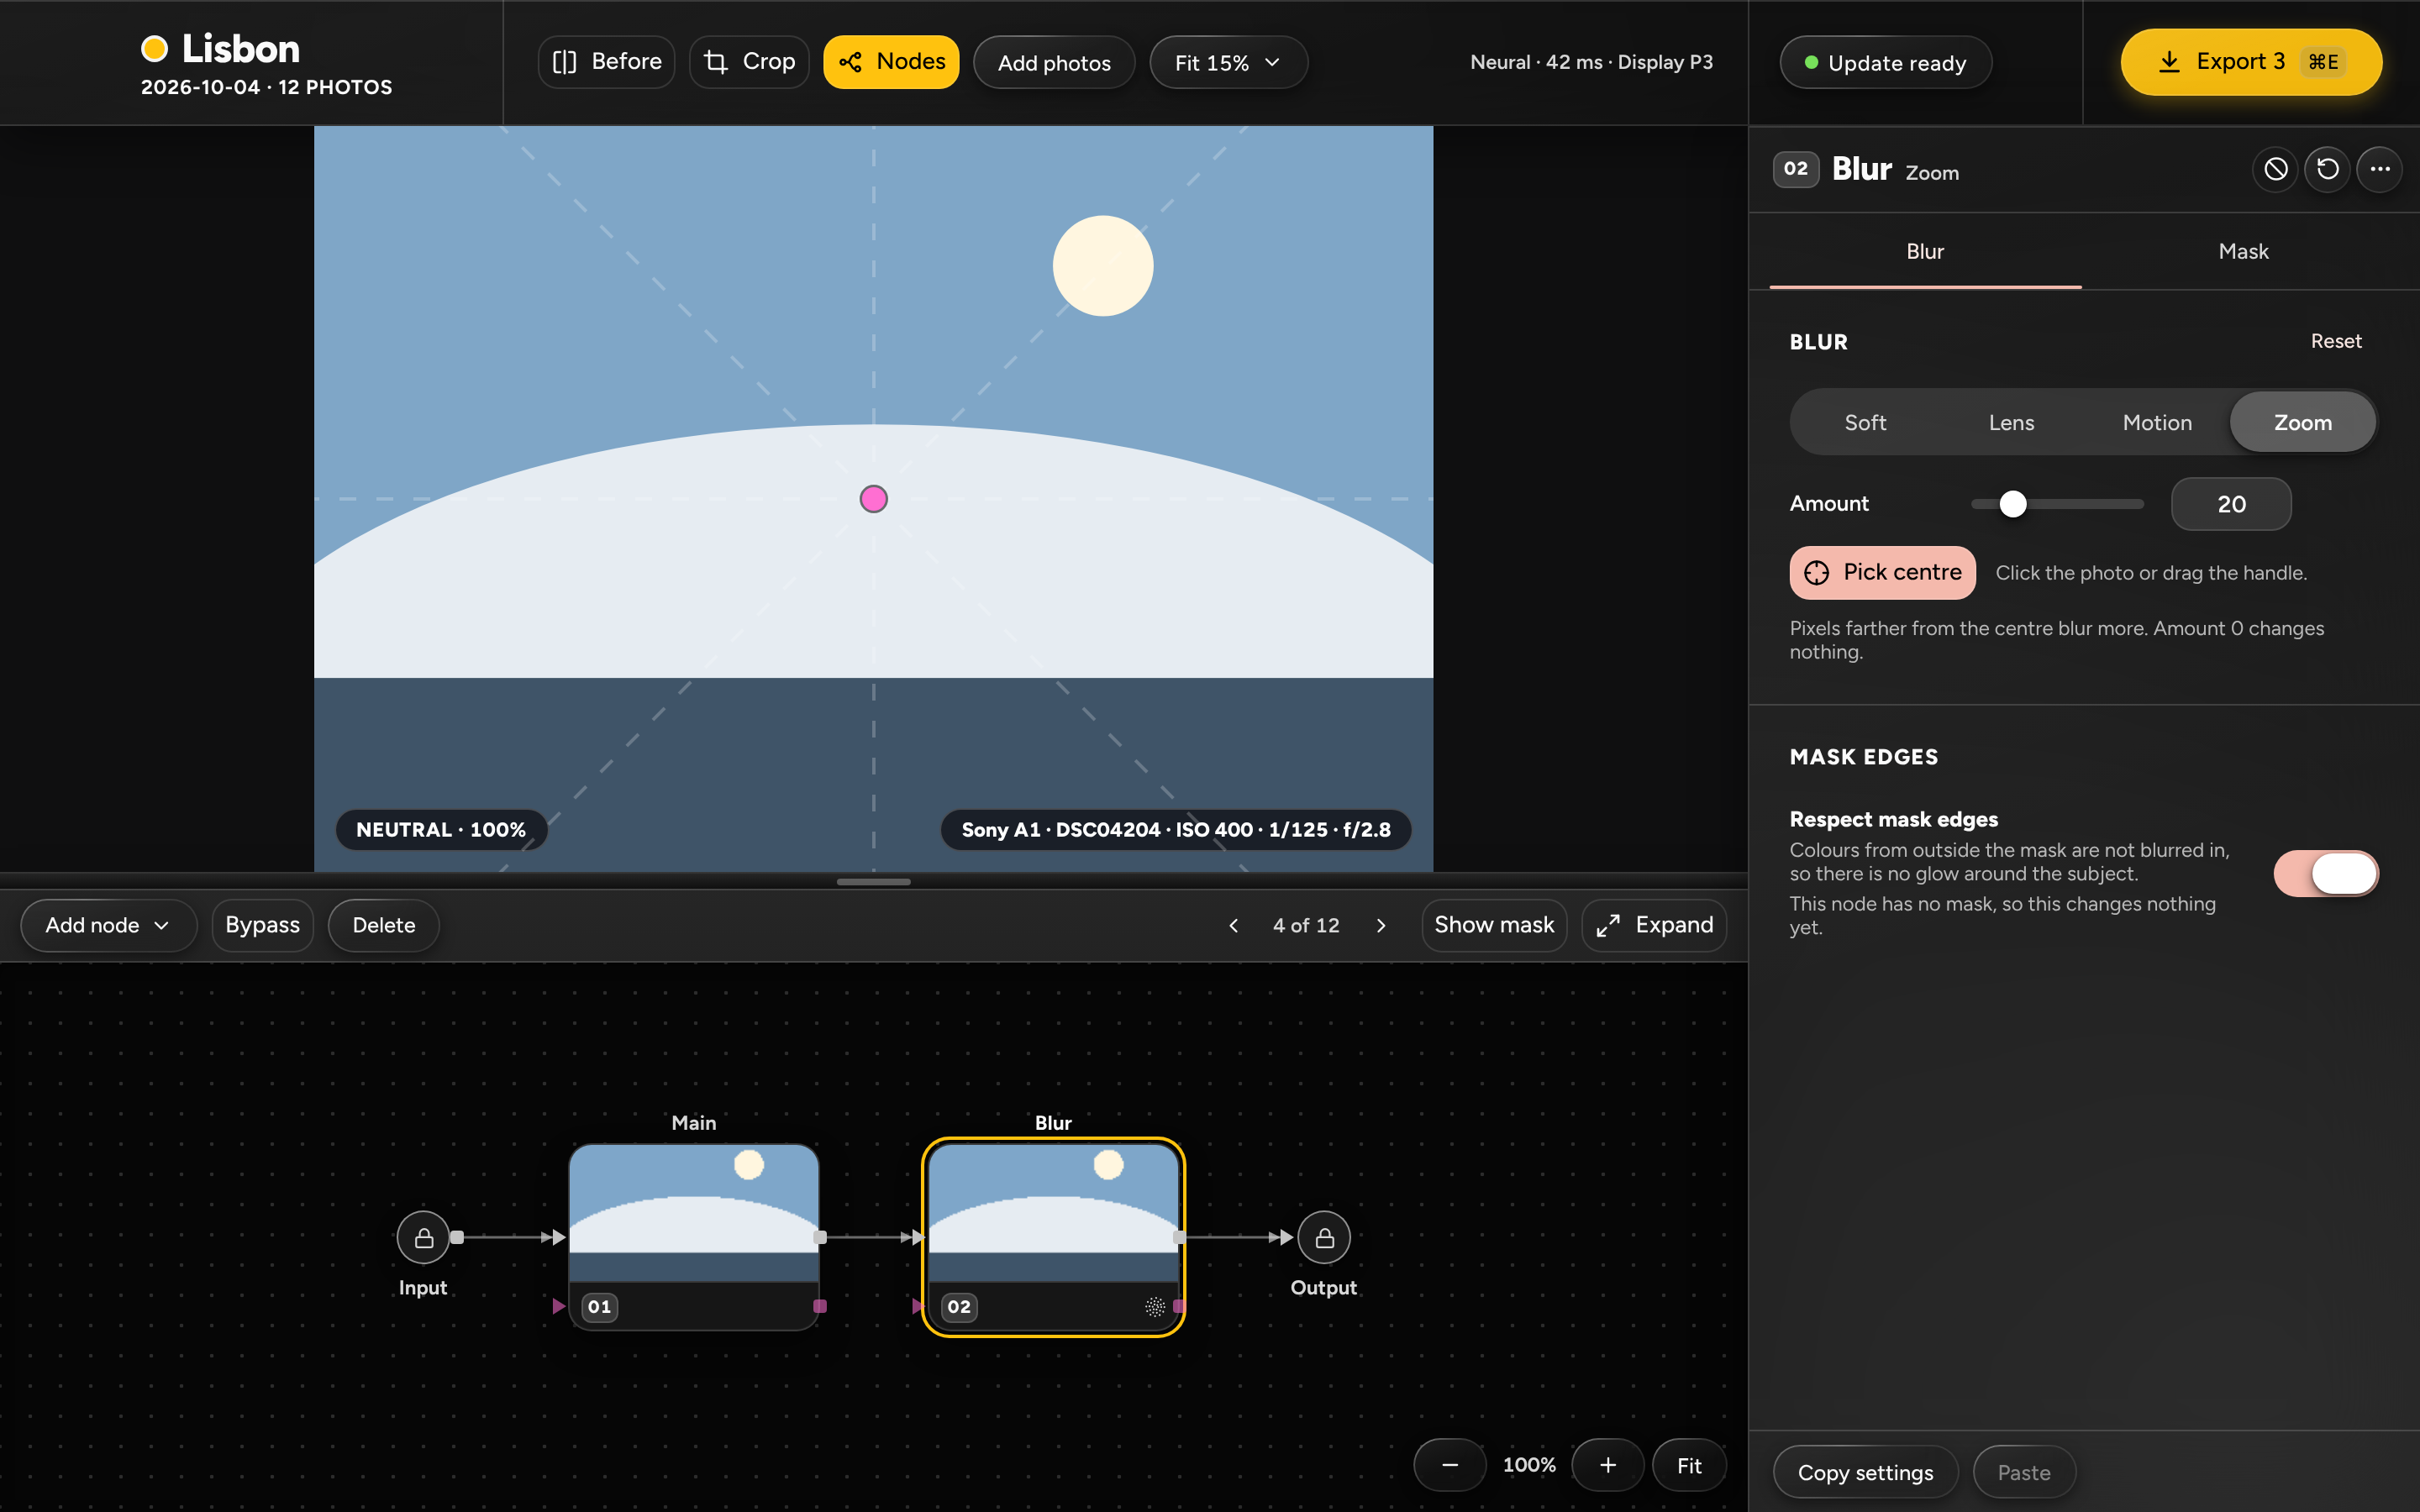 Lisbon
2026-10-04 · 12 PHOTOS
Before
Crop
Nodes
Add photos
Fit 15%
Neural · 42 ms · Display P3
Update ready
Export 3 ⌘E
02 Blur Zoom
Blur
Mask
BLUR
Reset
Soft
Lens
Motion
Zoom
Amount
20
Pick centre
Click the photo or drag the handle.
Pixels farther from the centre blur more. Amount 0 changes
nothing.
MASK EDGES
Respect mask edges
Colours from outside the mask are not blurred in,
so there is no glow around the subject.
This node has no mask, so this changes nothing
yet.
NEUTRAL · 100%
Sony A1 · DSC04204 · ISO 400 · 1/125 · f/2.8
Add node
Bypass
Delete
4 of 12
Show mask
Expand
Main
Blur
Input
Output
01
02
100%
Fit
Copy settings
Paste